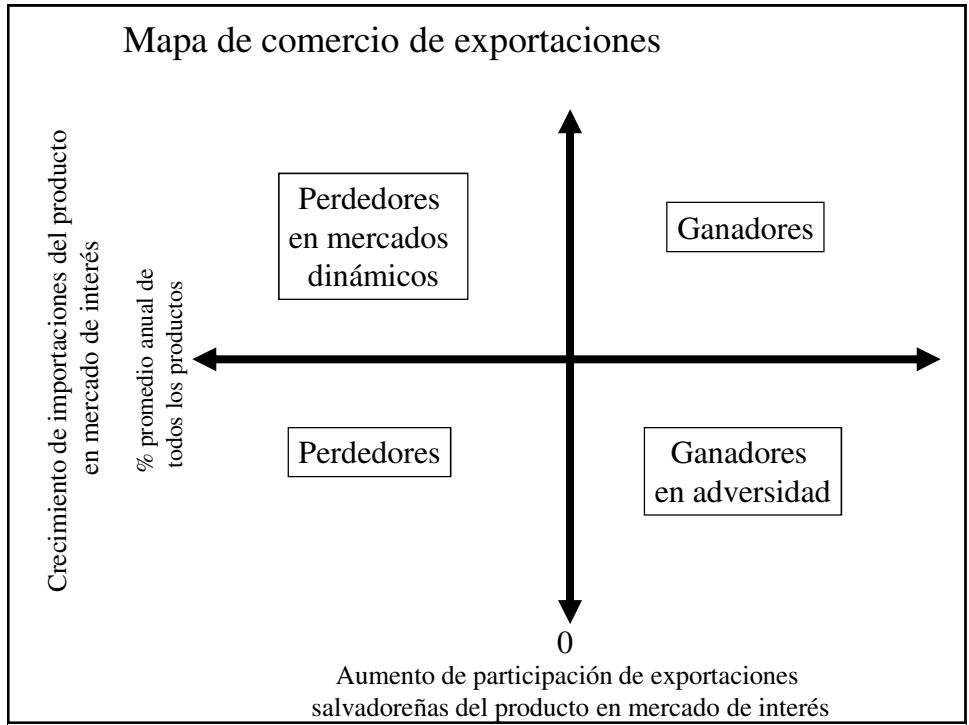 Mapa de comercio de exportaciones
Crecimiento de importaciones del producto
en mercado de interés
% promedio anual de
todos los productos
Perdedores
en mercados
dinámicos
Ganadores
Perdedores
Ganadores
en adversidad
0
Aumento de participación de exportaciones
salvadoreñas del producto en mercado de interés